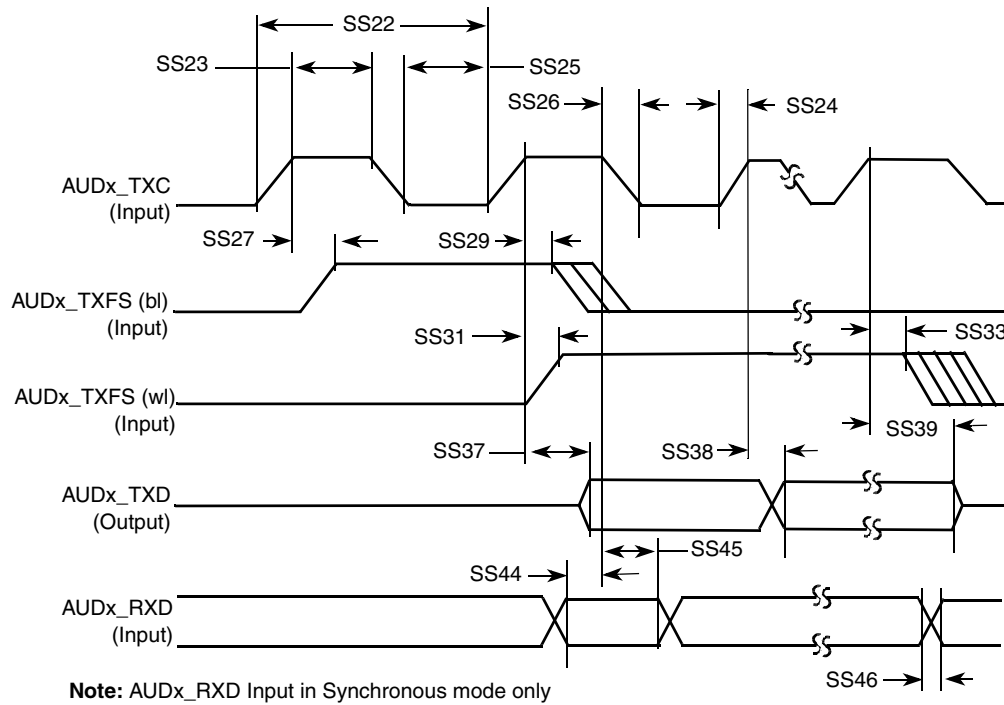 SS22
SS23
SS25
SS26
SS24
AUDx_TXC
(Input)
SS27
SS29
AUDx_TXFS (bl)
(Input)
SS31
SS33
AUDx_TXFS (wl)
(Input)
SS39
SS37
SS38
AUDx_TXD
(Output)
SS45
SS44
AUDx_RXD
(Input)
SS46
Note: AUDx_RXD Input in Synchronous mode only